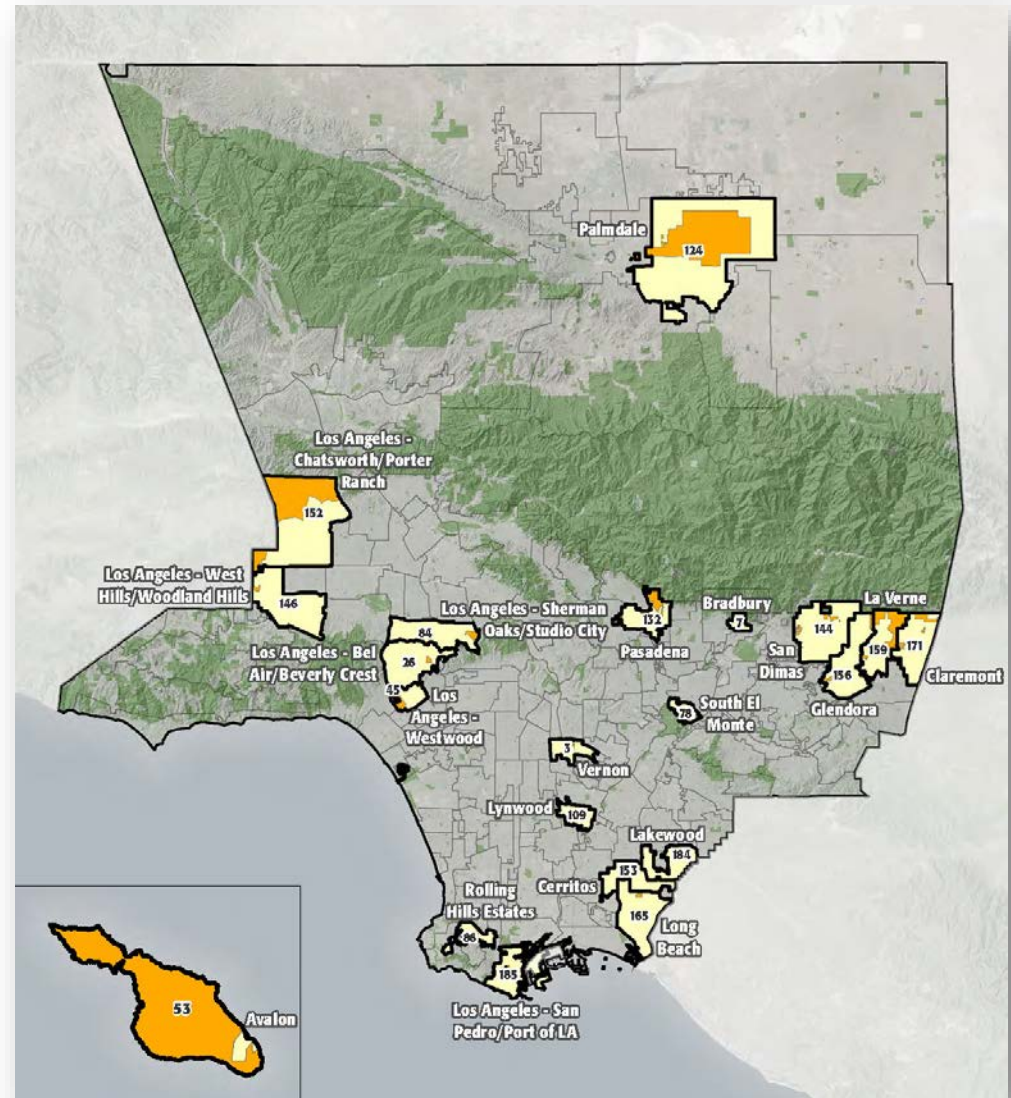 Palmdale
124
Los Angeles -
Chatsworth/Porter
Ranch
152
Los Angeles - West
Hills/Woodland Hills
146
Los Angeles - Sherman
Oaks/Studio City
84
Los Angeles - Bel
Air/Beverly Crest
26
45
Los
Angeles -
Westwood
132
Pasadena
Bradbury
7
La Verne
144
San
Dimas
156
Glendora
159
171
Claremont
78
South El
Monte
3
Vernon
Lynwood
109
Lakewood
184
153
Cerritos
165
Long
Beach
Rolling
Hills Estates
86
185
Los Angeles - San
Pedro/Port of LA
53
Avalon